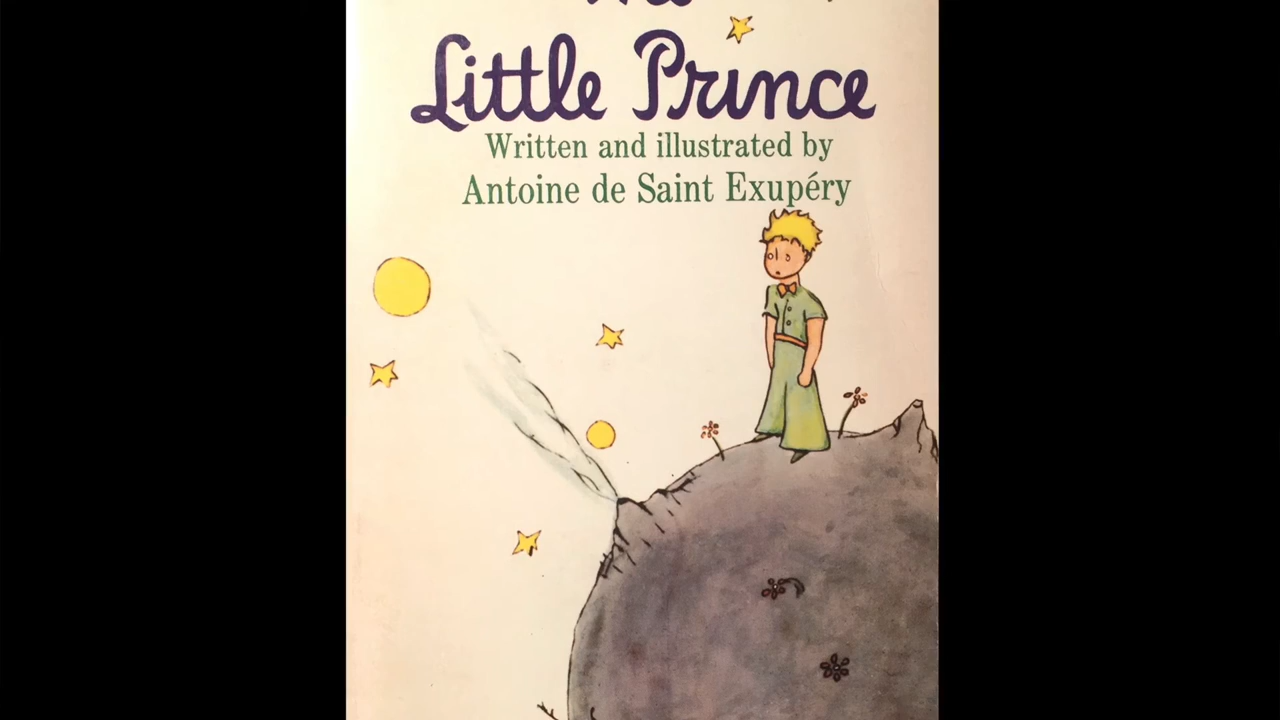 Little Prince
Written and illustrated by
Antoine de Saint Exupéry